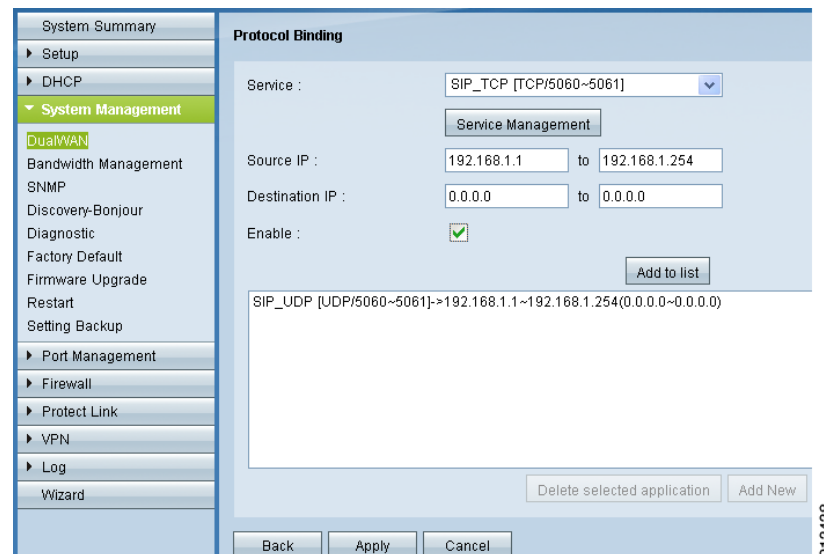 System Summary
Setup
DHCP
System Management
DualWAN
Bandwidth Management
SNMP
Discovery-Bonjour
Diagnostic
Factory Default
Firmware Upgrade
Restart
Setting Backup
Port Management
Firewall
Protect Link
VPN
Log
Wizard
Protocol Binding
Service : SIP_TCP [TCP/5060~5061]
Service Management
Source IP : 192.168.1.1 to 192.168.1.254
Destination IP : 0.0.0.0 to 0.0.0.0
Enable :
Add to list
SIP_UDP [UDP/5060~5061]->192.168.1.1~192.168.1.254(0.0.0.0~0.0.0.0)
Delete selected application Add New
Back Apply Cancel